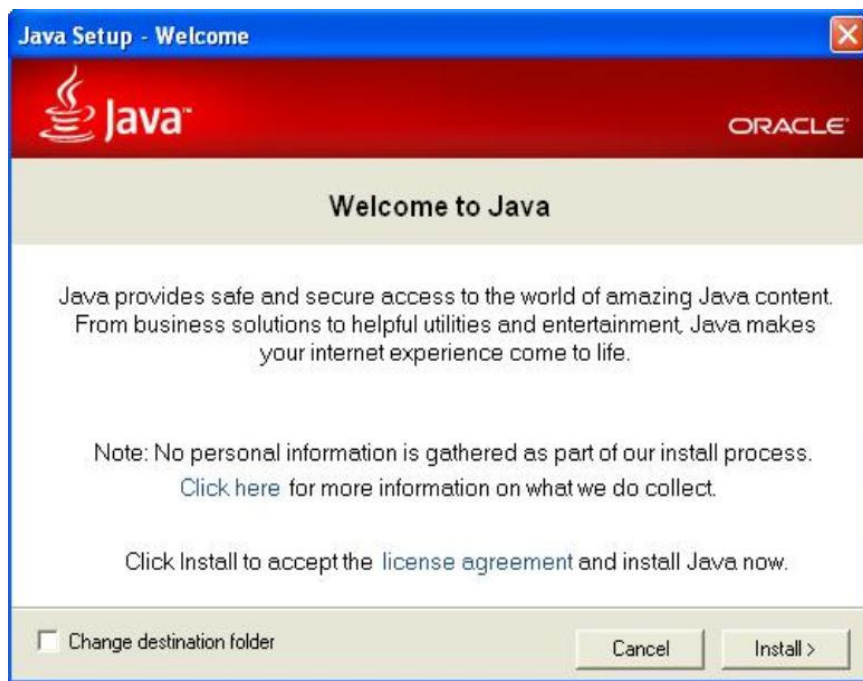 Java Setup - Welcome
Java™
ORACLE®
Welcome to Java
Java provides safe and secure access to the world of amazing Java content.
From business solutions to helpful utilities and entertainment, Java makes
your internet experience come to life.
Note: No personal information is gathered as part of our install process.
Click here for more information on what we do collect.
Click Install to accept the license agreement and install Java now.
Change destination folder
Cancel
Install >